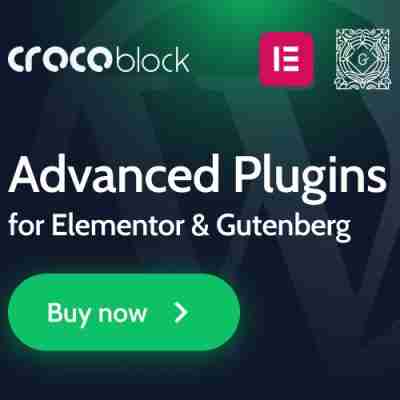 crocoblock
G
Advanced Plugins
for Elementor & Gutenberg
Buy now